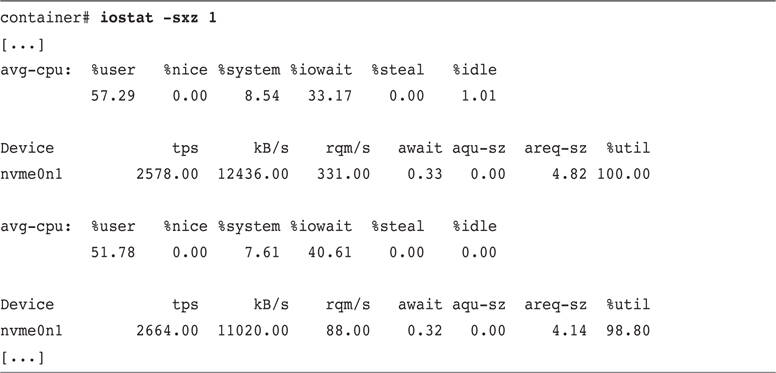 container# iostat -sxz 1
[...]
avg-cpu:  %user   %nice %system %iowait  %steal   %idle
          57.29    0.00    8.54   33.17    0.00    1.01
Device             tps      kB/s    rqm/s   await aqu-sz  areq-sz  %util
nvme0n1        2578.00  12436.00   331.00    0.33   0.00     4.82 100.00
avg-cpu:  %user   %nice %system %iowait  %steal   %idle
          51.78    0.00    7.61   40.61    0.00    0.00
Device             tps      kB/s    rqm/s   await aqu-sz  areq-sz  %util
nvme0n1        2664.00  11020.00    88.00    0.32   0.00     4.14  98.80
[...]